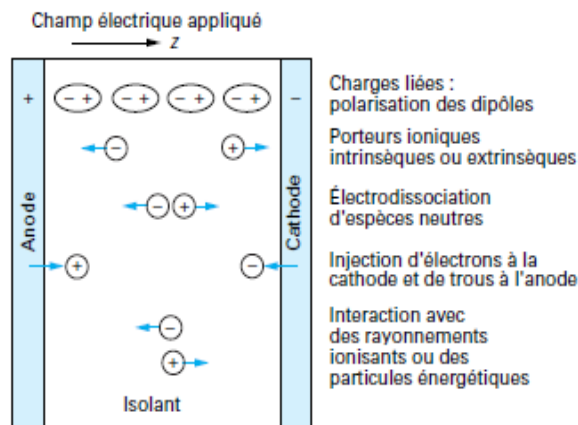 Champ électrique appliqué
z
+
– + – + – + – +
–
Charges liées :
polarisation des dipôles
–
+
Porteurs ioniques
intrinsèques ou extrinsèques
– +
Électrodissociation
d'espèces neutres
Anode
Cathode
+
–
Injection d'électrons à la
cathode et de trous à l'anode
–
+
Interaction avec
des rayonnements
ionisants ou des
particules énergétiques
Isolant